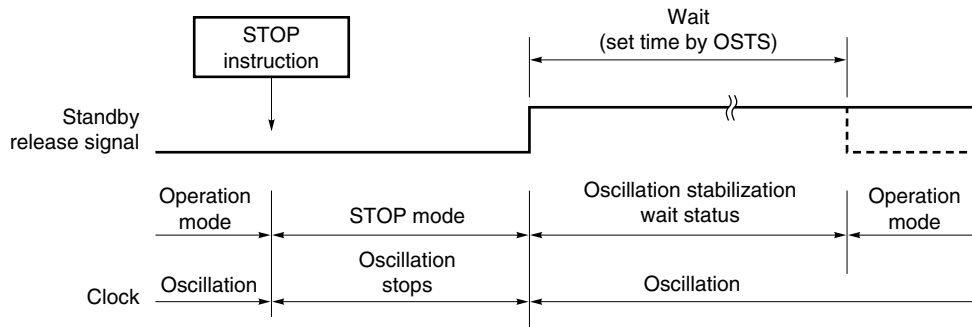 STOP
instruction
Wait
(set time by OSTS)
Standby
release signal
Operation
mode
STOP mode
Oscillation stabilization
wait status
Operation
mode
Clock
Oscillation
Oscillation
stops
Oscillation